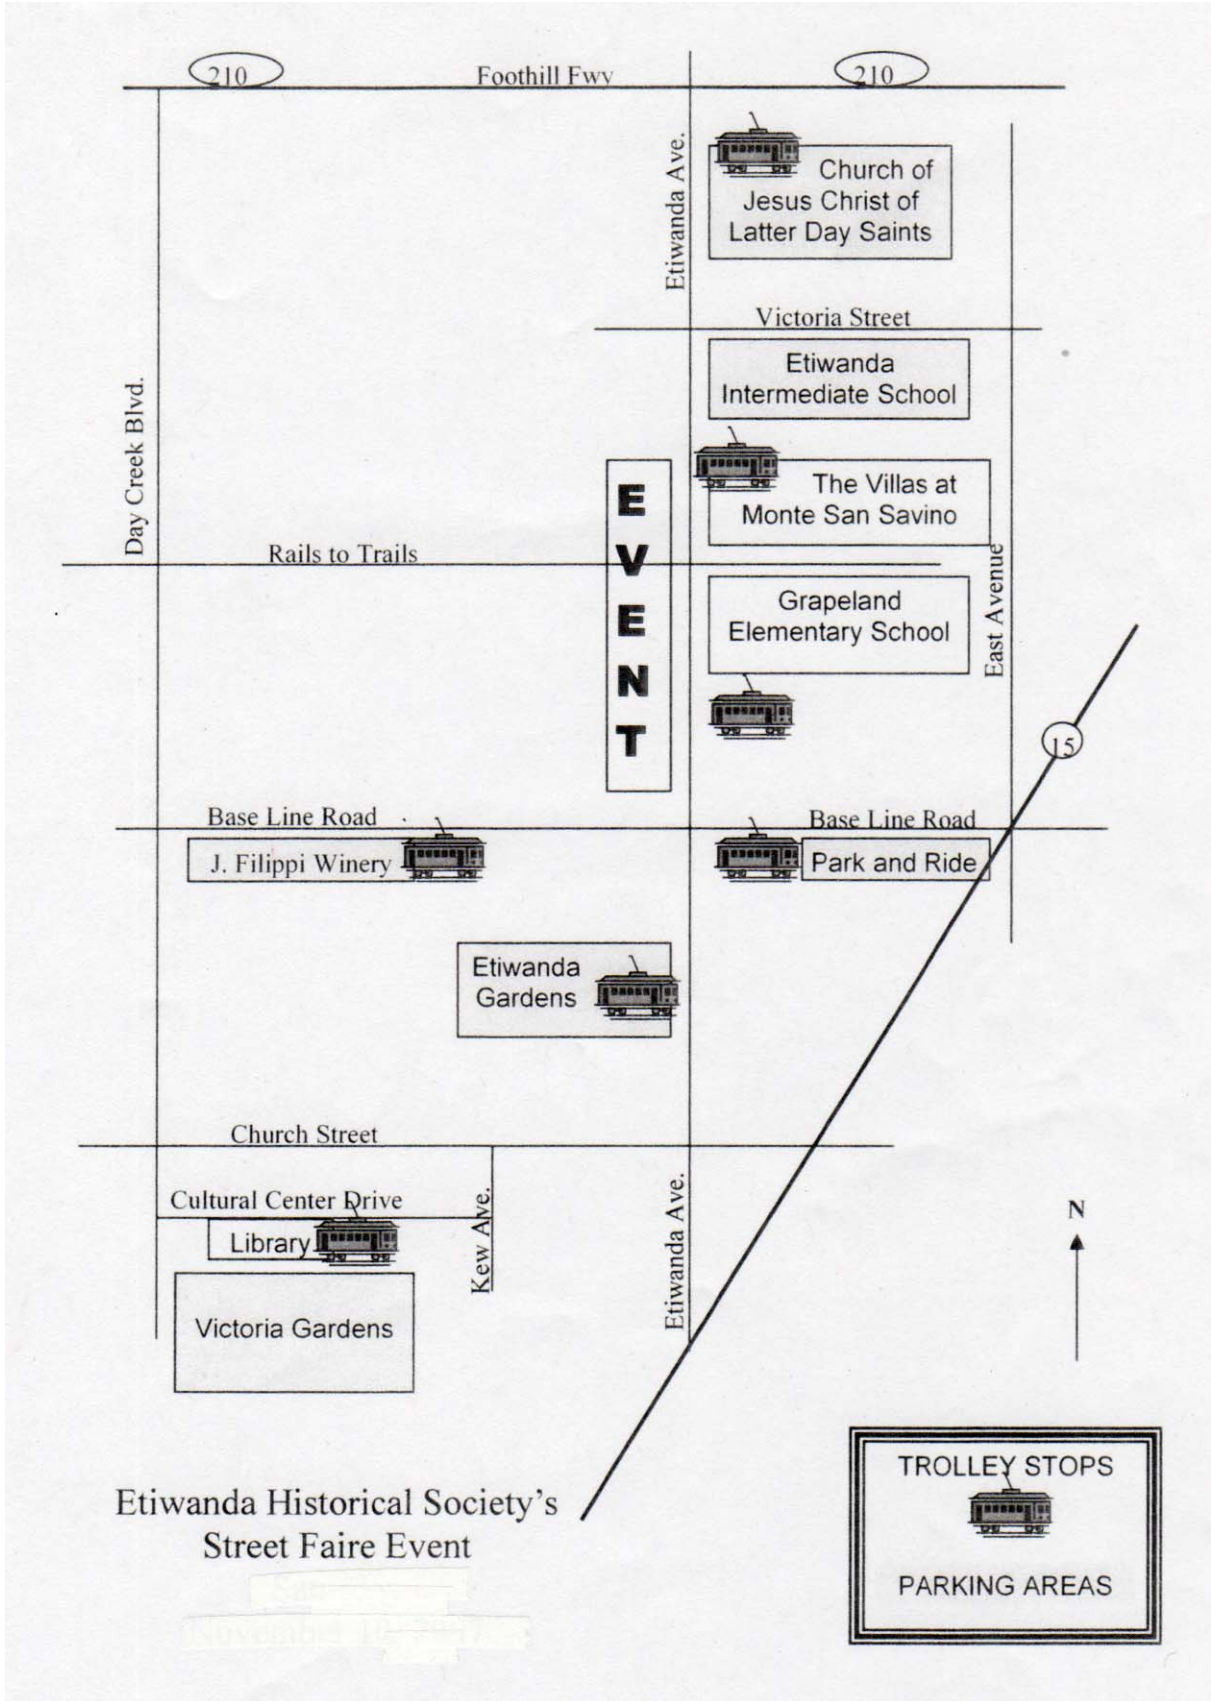 210
Foothill Fwy
210
Etiwanda Ave.
Church of
Jesus Christ of
Latter Day Saints
Victoria Street
Etiwanda
Intermediate School
Day Creek Blvd.
EVENT
The Villas at
Monte San Savino
Rails to Trails
Grapeland
Elementary School
East Avenue
15
Base Line Road
Base Line Road
J. Filippi Winery
Park and Ride
Etiwanda
Gardens
Church Street
Cultural Center Drive
Kew Ave.
Etiwanda Ave.
N
Library
Victoria Gardens
TROLLEY STOPS
PARKING AREAS
Etiwanda Historical Society's
Street Faire Event